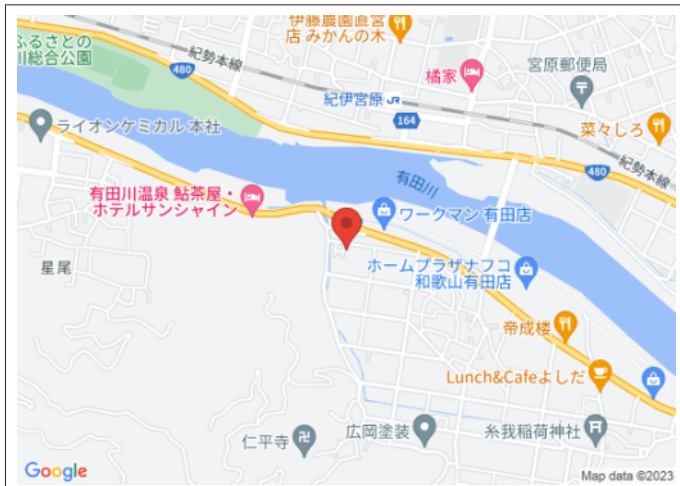 伊藤農園直営
店 みかんの木
ふるさとの
川総合公園
480
紀勢本線
橘家
宮原郵便局
紀伊宮原
JR
164
菜々しろ
ライオンケミカル 本社
紀勢本線
480
有田川
有田川温泉 鮎茶屋・
ホテルサンシャイン
ワークマン 有田店
星尾
ホームプラザナフコ
和歌山有田店
帝成楼
Lunch&Cafeよしだ
仁平寺
広岡塗装
糸我稲荷神社
Google
Map data ©2023